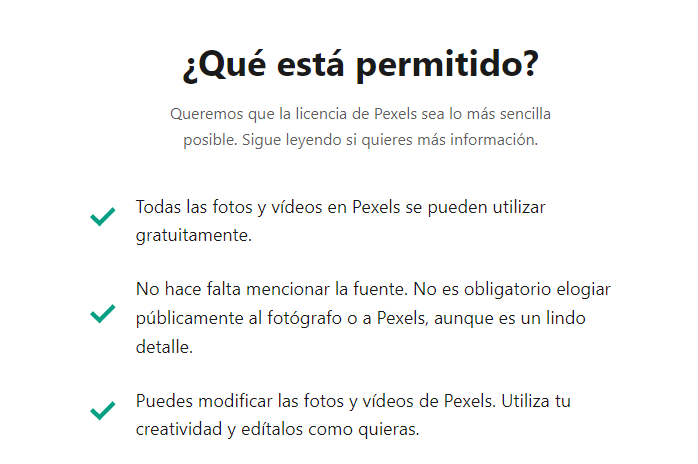 ¿Qué está permitido?
Queremos que la licencia de Pexels sea lo más sencilla
posible. Sigue leyendo si quieres más información.
Todas las fotos y vídeos en Pexels se pueden utilizar
gratuitamente.
No hace falta mencionar la fuente. No es obligatorio elogiar
públicamente al fotógrafo o a Pexels, aunque es un lindo
detalle.
Puedes modificar las fotos y vídeos de Pexels. Utiliza tu
creatividad y edítalos como quieras.